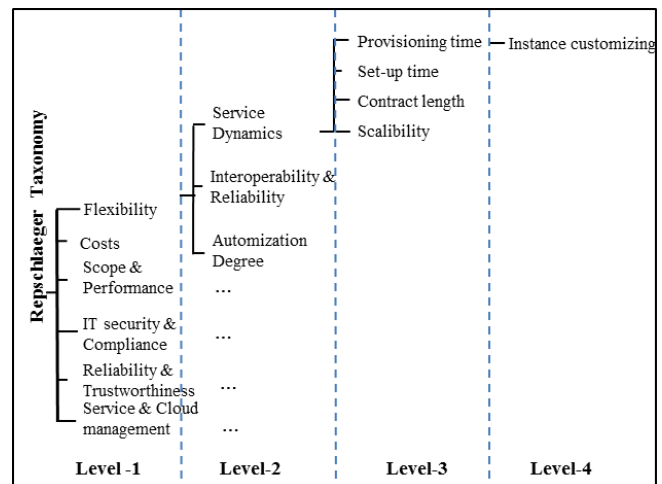 Repschlaeger Taxonomy
Flexibility
Costs
Scope &
Performance
IT security &
Compliance
Reliability &
Trustworthiness
Service & Cloud
management
Level -1
Service
Dynamics
Interoperability &
Reliability
Automization
Degree
...
...
...
...
Level-2
Provisioning time
Set-up time
Contract length
Scalibility
Level-3
Instance customizing
Level-4